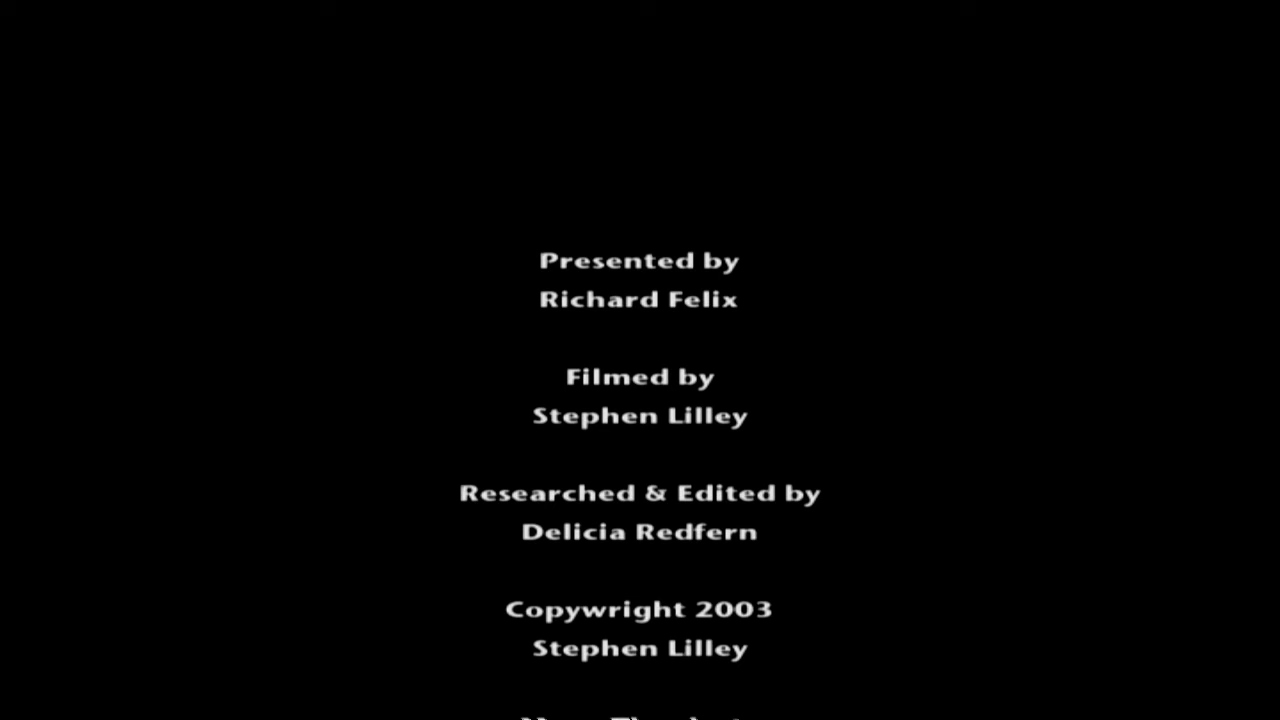 Presented by
Richard Felix
Filmed by
Stephen Lilley
Researched & Edited by
Delicia Redfern
Copywright 2003
Stephen Lilley